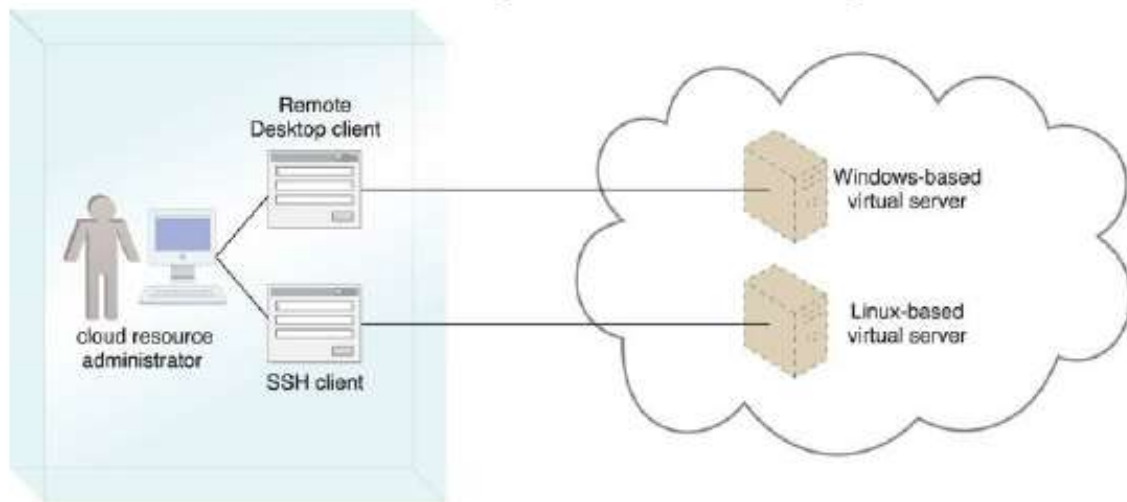 Remote
Desktop client
Windows-based
virtual server
cloud resource
administrator
SSH client
Linux-based
virtual server